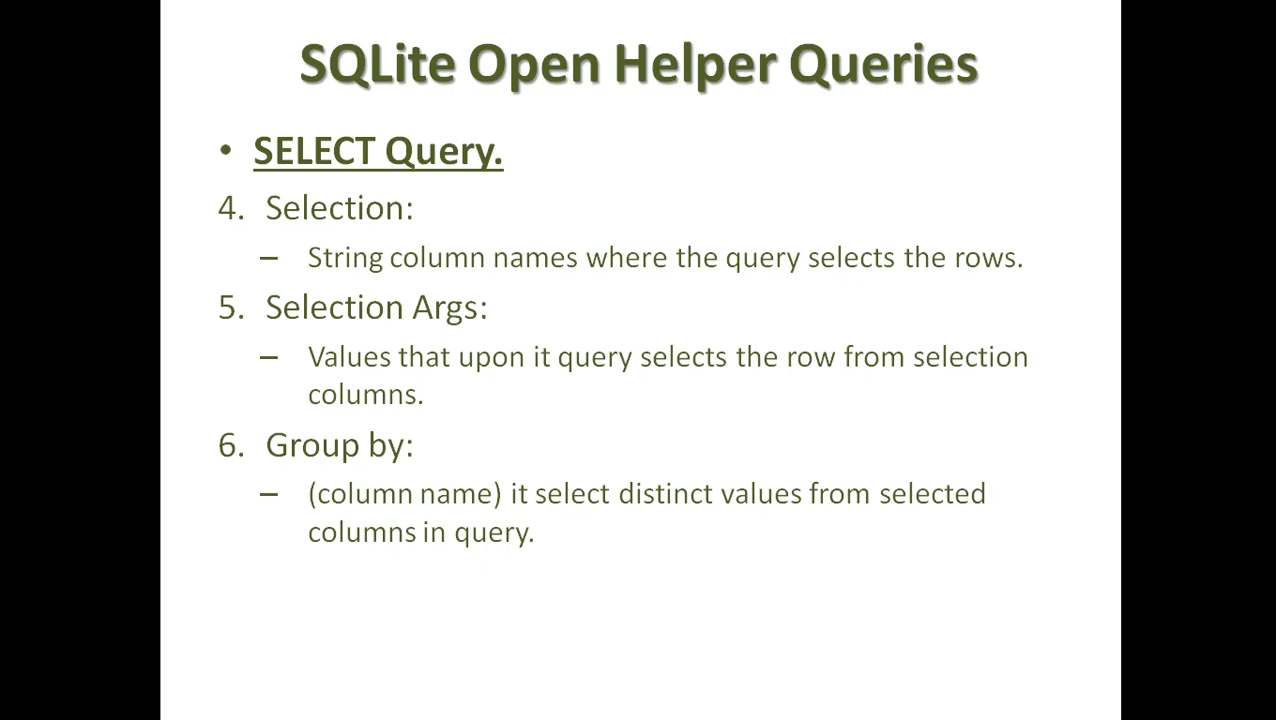 SQLite Open Helper Queries
• SELECT Query.
4. Selection:
– String column names where the query selects the rows.
5. Selection Args:
– Values that upon it query selects the row from selection
columns.
6. Group by:
– (column name) it select distinct values from selected
columns in query.